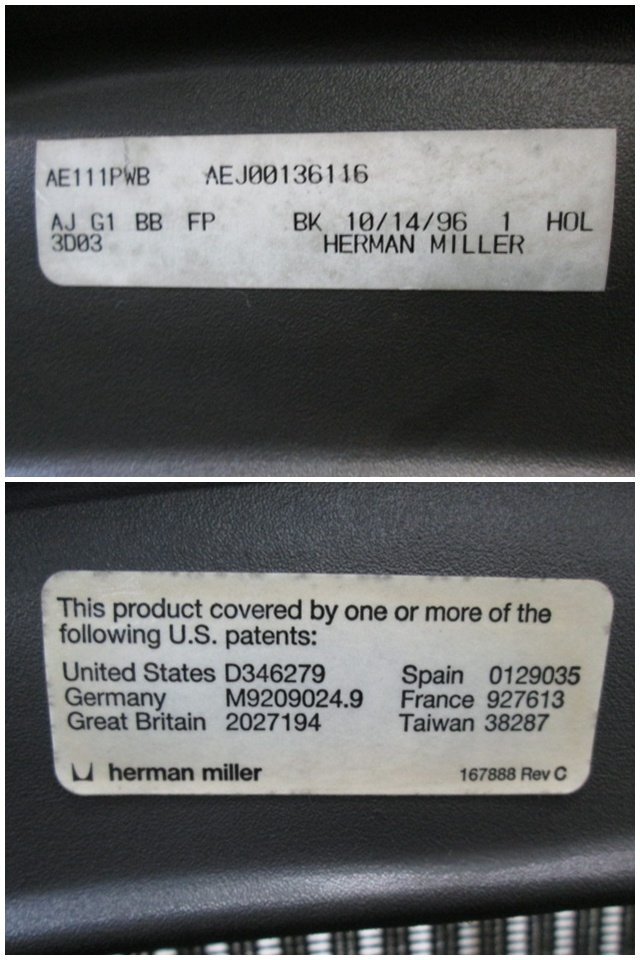 AE111PWB AEJ00136116
AJ G1 BB FP BK 10/14/96 1 HOL
3D03 HERMAN MILLER
This product covered by one or more of the
following U.S. patents:
United States D346279 Spain 0129035
Germany M9209024.9 France 927613
Great Britain 2027194 Taiwan 38287
herman miller 167888 Rev C